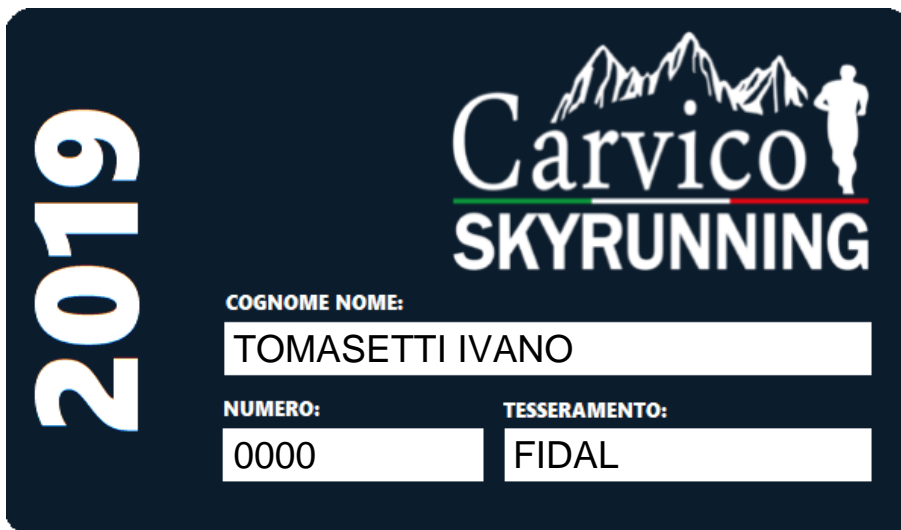 2019
Carvico
SKYRUNNING
COGNOME NOME:
TOMASETTI IVANO
NUMERO:
TESSERAMENTO:
0000
FIDAL